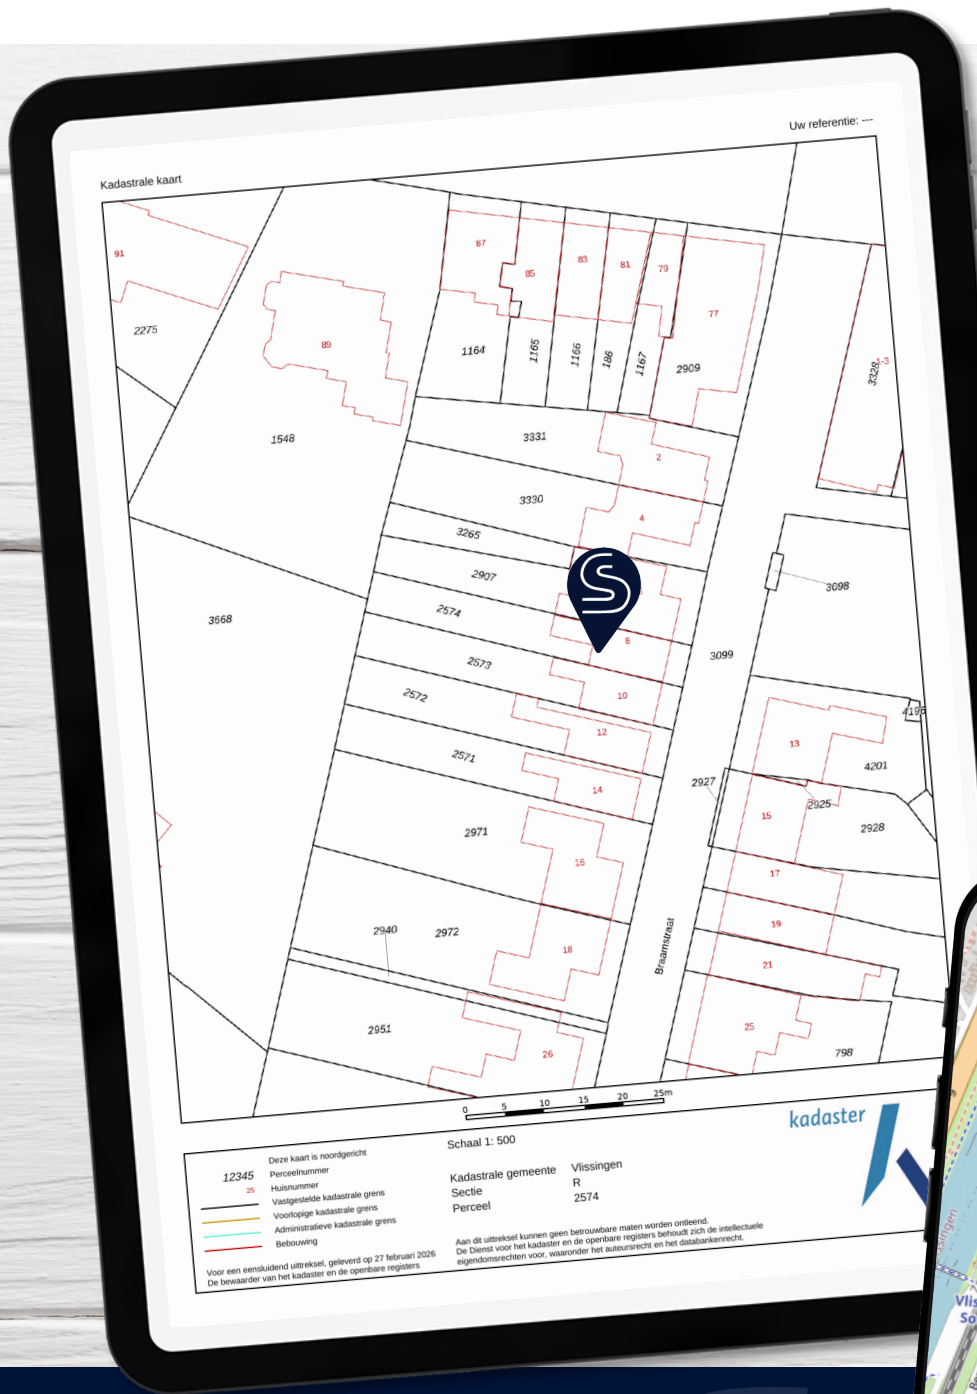 Uw referentie: ---
Kadastrale kaart
91
87
85
83
81
79
77
1-3
2275
89
1164
1165
1166
186
1167
2909
3328
1548
3331
2
3330
4
3265
2907
2574
8
3668
2573
10
3099
3098
2572
12
4201
13
2571
14
2927
2925
15
2928
2971
16
17
19
2940
2972
18
Braamstraat
21
2951
26
25
798
0 5 10 15 20 25m
Schaal 1: 500
kadaster
Deze kaart is noordgericht
12345 Perceelnummer
25 Huisnummer
Vastgestelde kadastrale grens
Voorlopige kadastrale grens
Administratieve kadastrale grens
Bebouwing
Kadastrale gemeente Vlissingen
Sectie R
Perceel 2574
Voor een eensluidend uittreksel, geleverd op 27 februari 2026
De bewaarder van het kadaster en de openbare registers
Aan dit uittreksel kunnen geen betrouwbare maten worden ontleend.
De Dienst voor het kadaster en de openbare registers behoudt zich de intellectuele
eigendomsrechten voor, waaronder het auteursrecht en het databankenrecht.